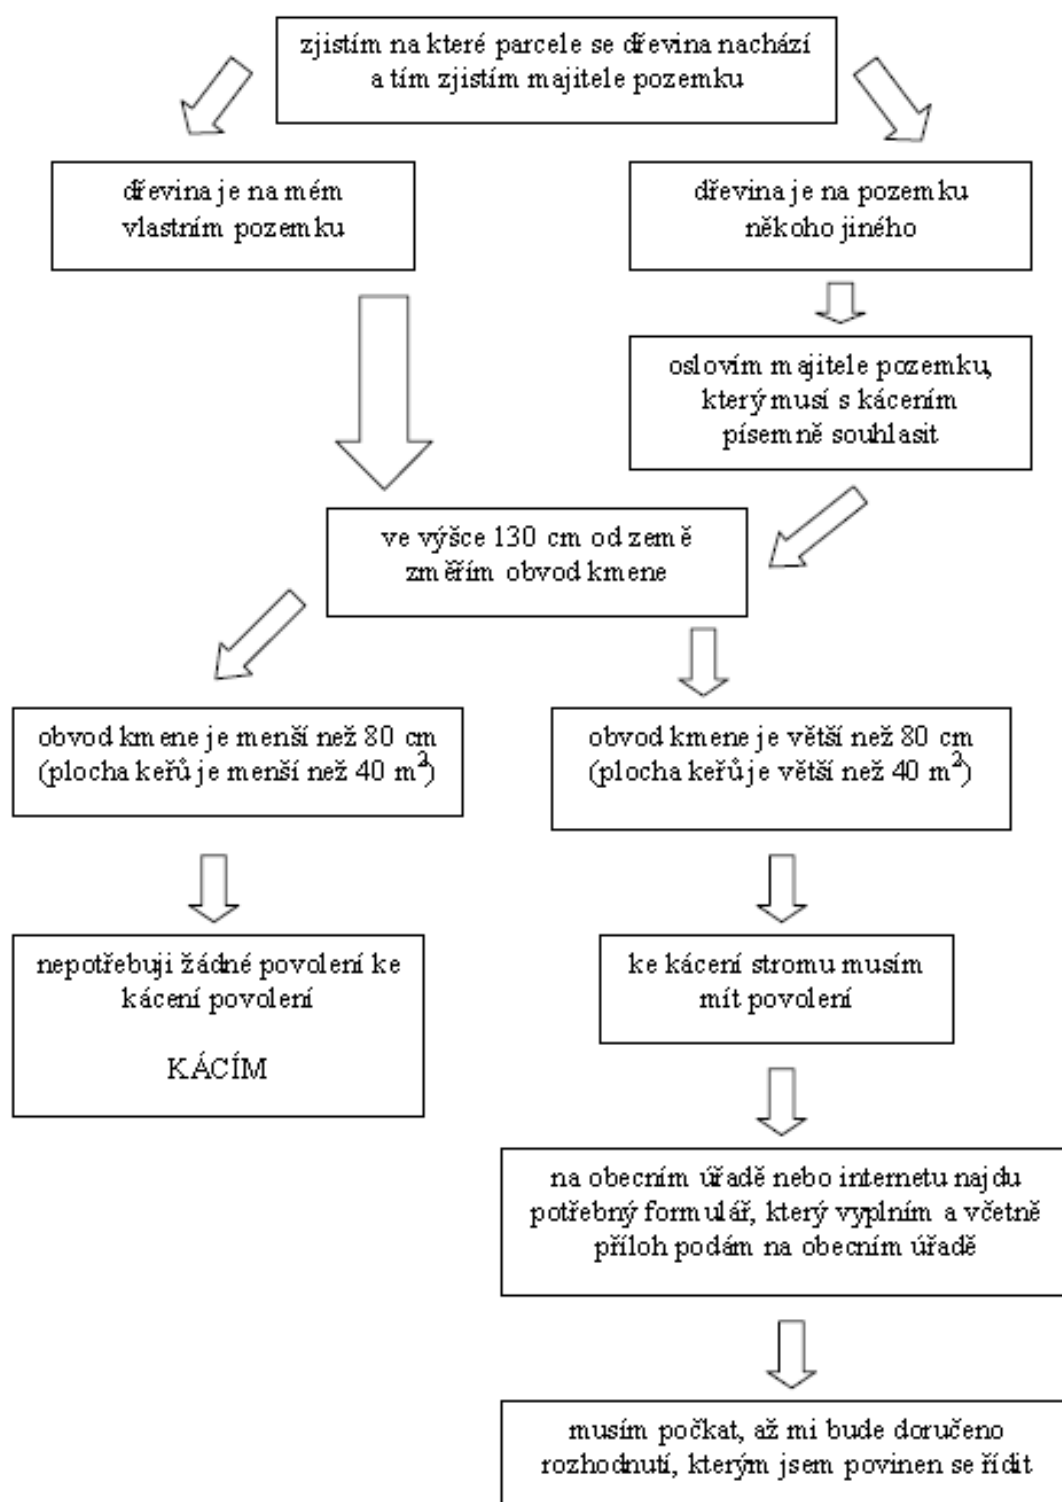 zjistím na které parcele se dřevina nachází
a tím zjistím majitele pozemku
dřevina je na mém
vlastním pozemku
dřevina je na pozemku
někoho jiného
oslovím majitele pozemku,
který musí s kácením
písemně souhlasit
ve výšce 130 cm od země
změřím obvod kmene
obvod kmene je menší než 80 cm
(plocha keřů je menší než 40 m²)
obvod kmene je větší než 80 cm
(plocha keřů je větší než 40 m²)
nepotřebuji žádné povolení ke
kácení povolení
KÁCÍM
ke kácení stromu musím
mít povolení
na obecním úřadě nebo internetu najdu
potřebný formulář, který vyplním a včetně
příloh podám na obecním úřadě
musím počkat, až mi bude doručeno
rozhodnutí, kterým jsem povinen se řídit